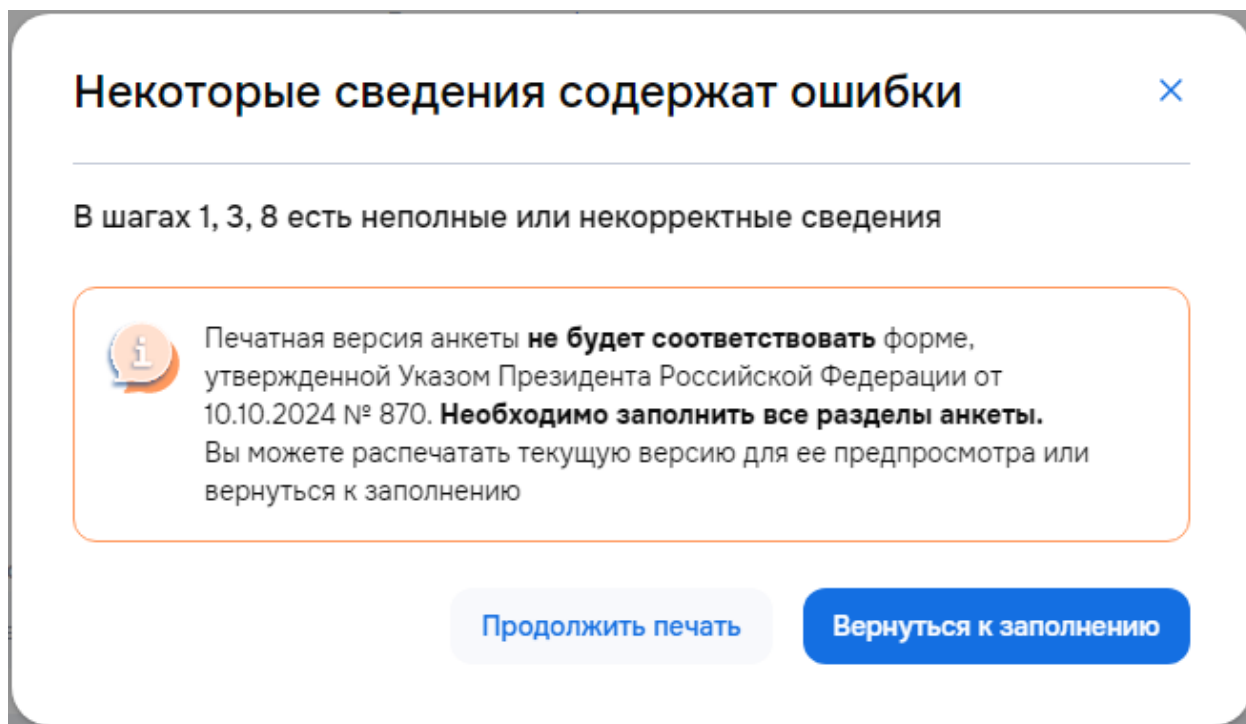 Некоторые сведения содержат ошибки
В шагах 1, 3, 8 есть неполные или некорректные сведения
Печатная версия анкеты не будет соответствовать форме,
утвержденной Указом Президента Российской Федерации от
10.10.2024 № 870. Необходимо заполнить все разделы анкеты.
Вы можете распечатать текущую версию для ее предпросмотра или
вернуться к заполнению
Продолжить печать
Вернуться к заполнению